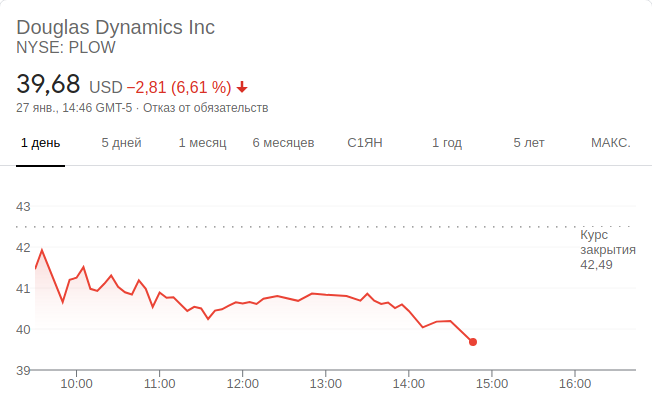 Douglas Dynamics Inc
NYSE: PLOW
39,68 USD −2,81 (6,61 %)
27 янв., 14:46 GMT-5 · Отказ от обязательств
1 день 5 дней 1 месяц 6 месяцев С1ЯН 1 год 5 лет МАКС.
43
42
41
40
39
Курс
закрытия
42,49
10:00 11:00 12:00 13:00 14:00 15:00 16:00